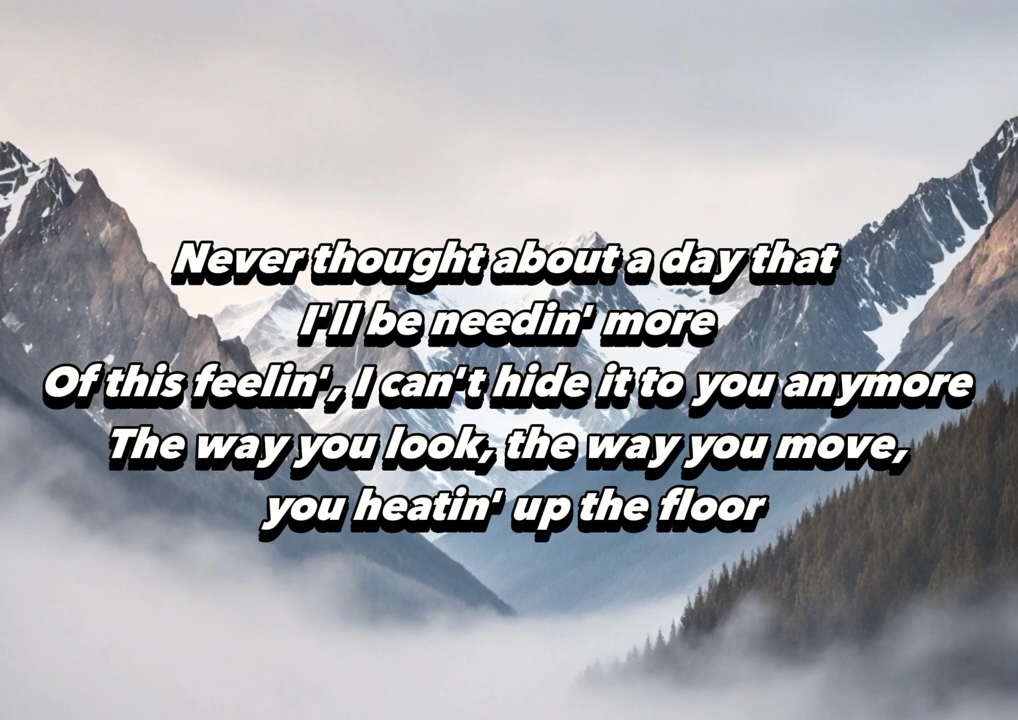 Never thought about a day that
I'll be needin' more
Of this feelin', I can't hide it to you anymore
The way you look, the way you move,
you heatin' up the floor